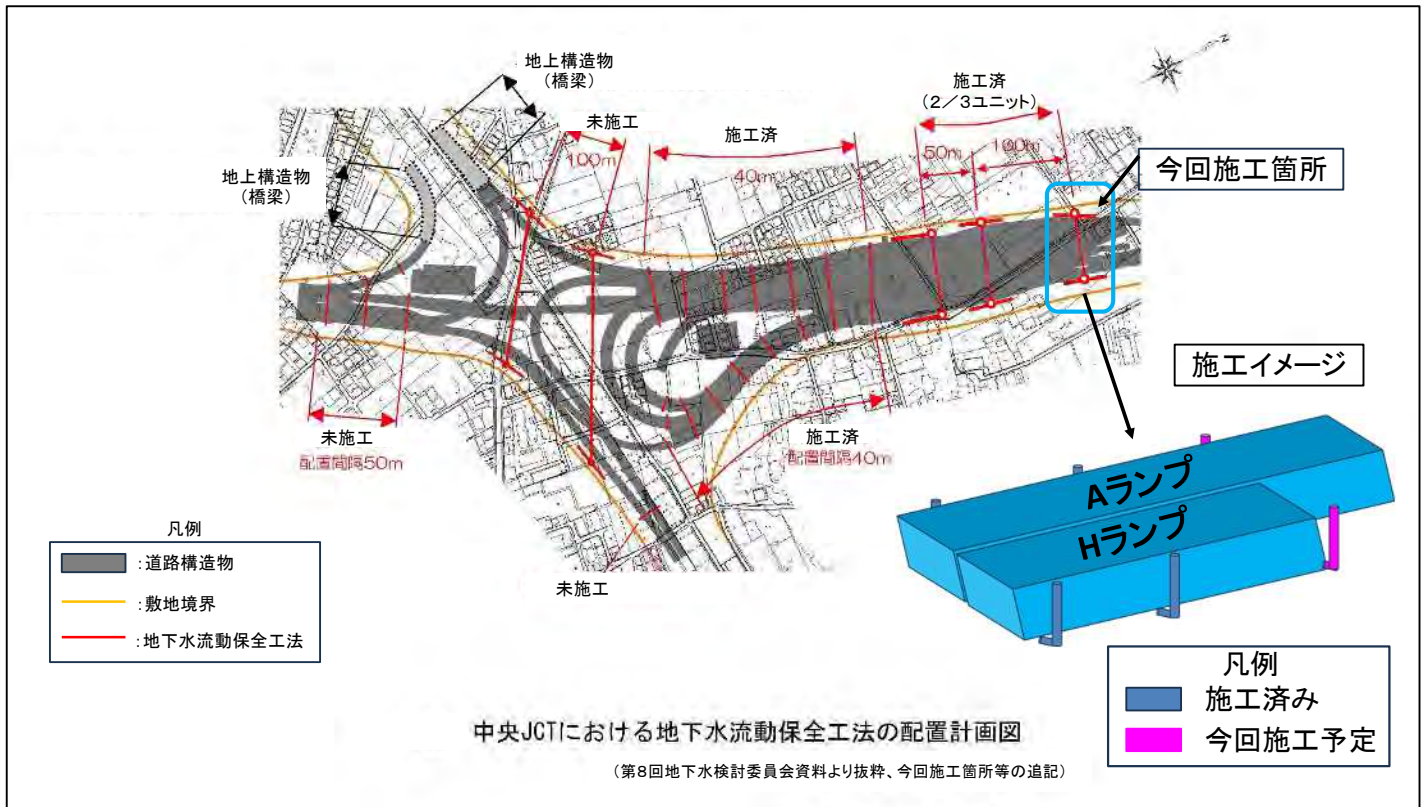 地上構造物
（橋梁）
未施工
100m
施工済
40m
施工済
（２／３ユニット）
50m
100m
今回施工箇所
地上構造物
（橋梁）
施工イメージ
未施工
配置間隔50m
施工済
配置間隔40m
未施工
凡例
：道路構造物
：敷地境界
：地下水流動保全工法
Aランプ
Hランプ
凡例
施工済み
今回施工予定
中央JCTにおける地下水流動保全工法の配置計画図
（第８回地下水検討委員会資料より抜粋、今回施工箇所等の追記）